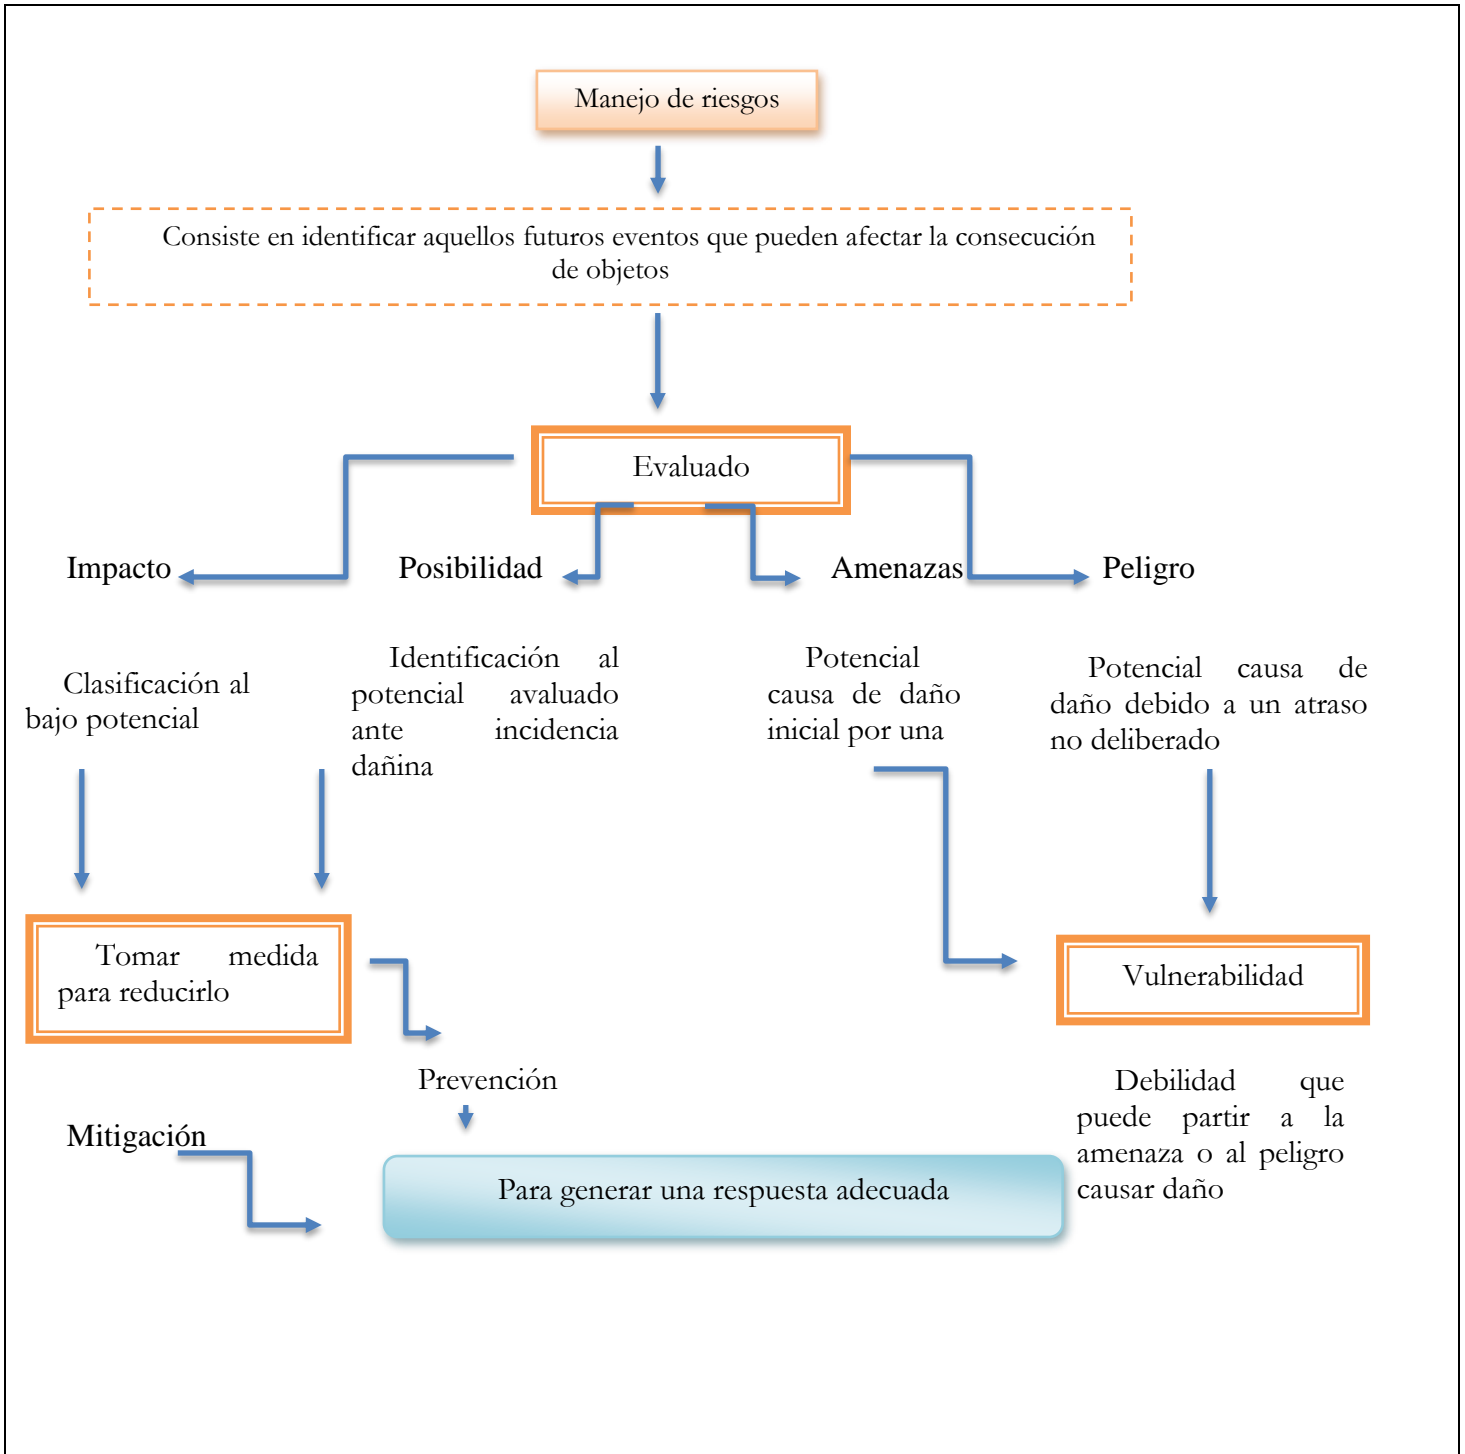 Manejo de riesgos
Consiste en identificar aquellos futuros eventos que pueden afectar la consecución
de objetos
Evaluado
Impacto
Posibilidad
Amenazas
Peligro
Clasificación al
bajo potencial
Identificación al
potencial avaluado
ante incidencia
dañina
Potencial
causa de daño
inicial por una
Potencial causa de
daño debido a un atraso
no deliberado
Tomar medida
para reducirlo
Vulnerabilidad
Prevención
Mitigación
Para generar una respuesta adecuada
Debilidad que
puede partir a la
amenaza o al peligro
causar daño